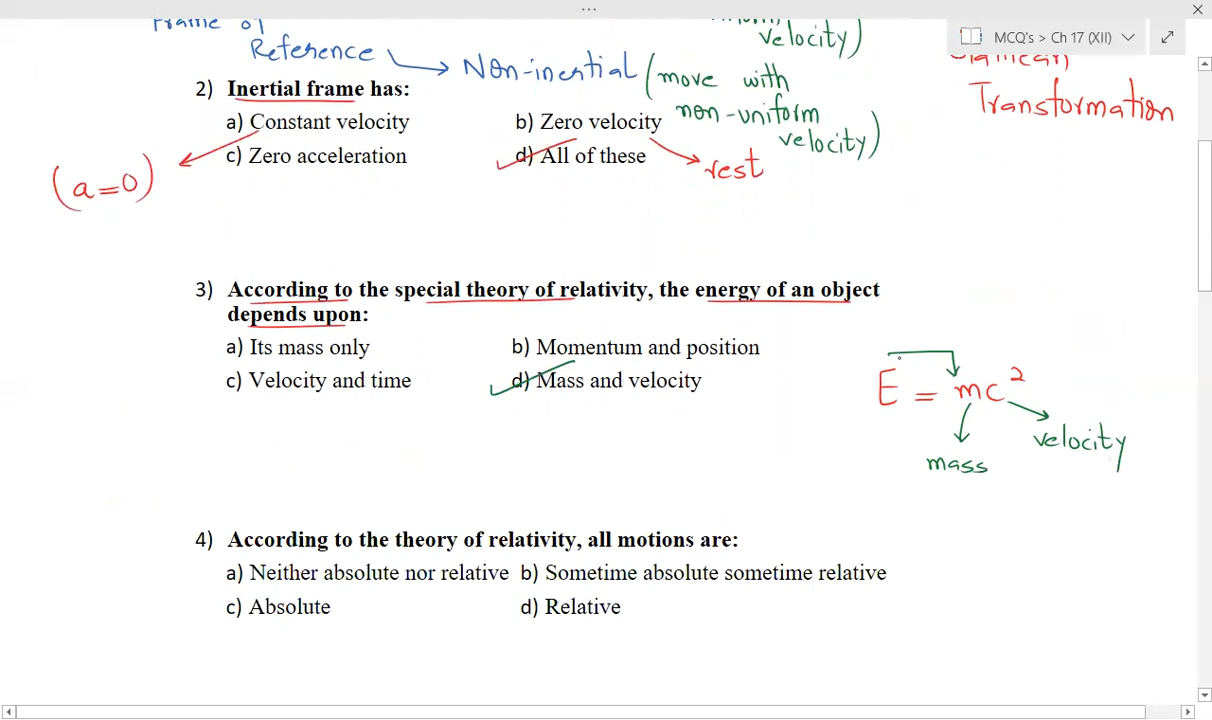 Frame of
velocity)
MCQ's > Ch 17 (XII)
Reference
Non-inertial (move with
Transformation
2) Inertial frame has:
non-uniform
a) Constant velocity b) Zero velocity
velocity)
c) Zero acceleration d) All of these
rest
(a=0)
3) According to the special theory of relativity, the energy of an object
depends upon:
a) Its mass only b) Momentum and position
c) Velocity and time d) Mass and velocity
E = mc²
velocity
mass
4) According to the theory of relativity, all motions are:
a) Neither absolute nor relative b) Sometime absolute sometime relative
c) Absolute d) Relative